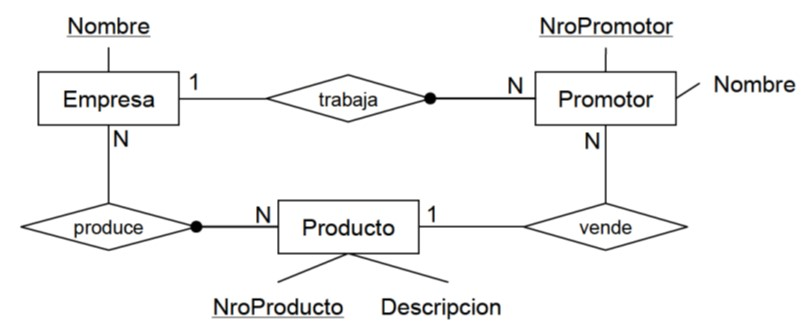 Nombre
NroPromotor
Empresa
1
trabaja
N
Promotor
Nombre
N
N
produce
N
Producto
1
vende
NroProducto
Descripcion